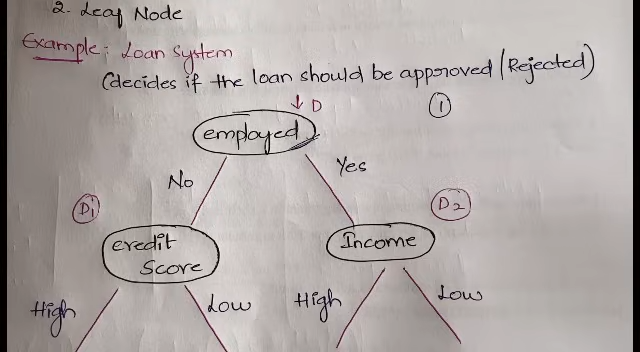 2. Leaf Node
Example: Loan System
(decides if the loan should be approved/Rejected)
↓ D
①
employed
No
Yes
D1
D2
credit
Score
Income
High
Low
High
Low